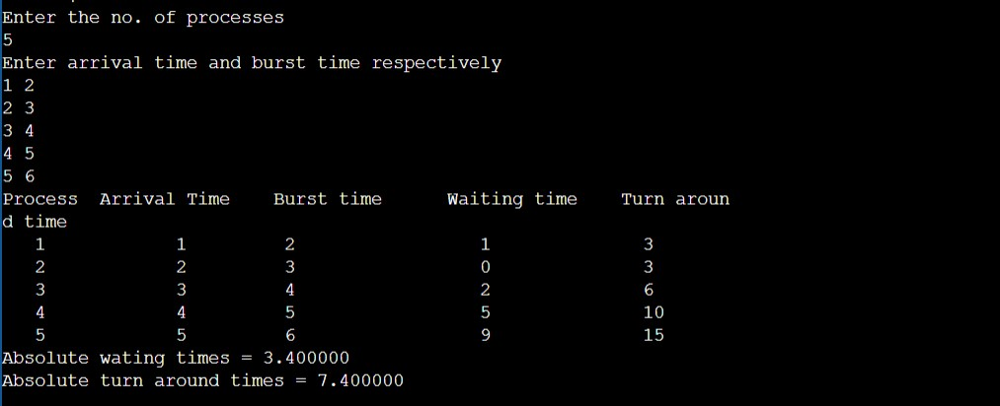 Enter the no. of processes
5
Enter arrival time and burst time respectively
1 2
2 3
3 4
4 5
5 6
Process  Arrival Time    Burst time      Waiting time    Turn aroun
d time
1 1 2 1 3
2 2 3 0 3
3 3 4 2 6
4 4 5 5 10
5 5 6 9 15
Absolute wating times = 3.400000
Absolute turn around times = 7.400000